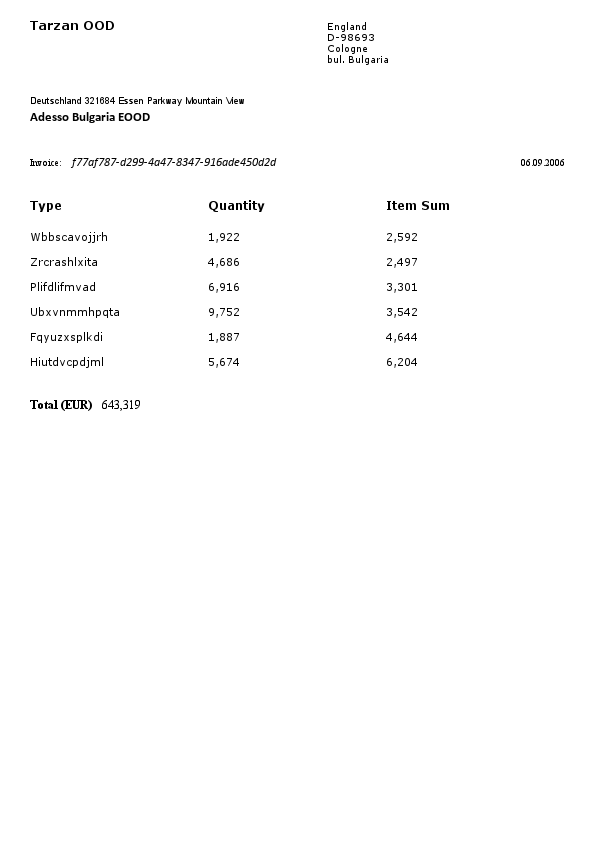 Tarzan OOD
England
D-98693
Cologne
bul. Bulgaria
Deutschland 321684 Essen Parkway Mountain View
Adesso Bulgaria EOOD
Invoice: f77af787-d299-4a47-8347-916ade450d2d 06.09.2006
Type Quantity Item Sum
Wbbscavojjrh 1,922 2,592
Zrcrashlxita 4,686 2,497
Plifdlifmvad 6,916 3,301
Ubxvnmmhpqta 9,752 3,542
Fqyuzxsplkdi 1,887 4,644
Hiutdvcpdjml 5,674 6,204
Total (EUR) 643,319